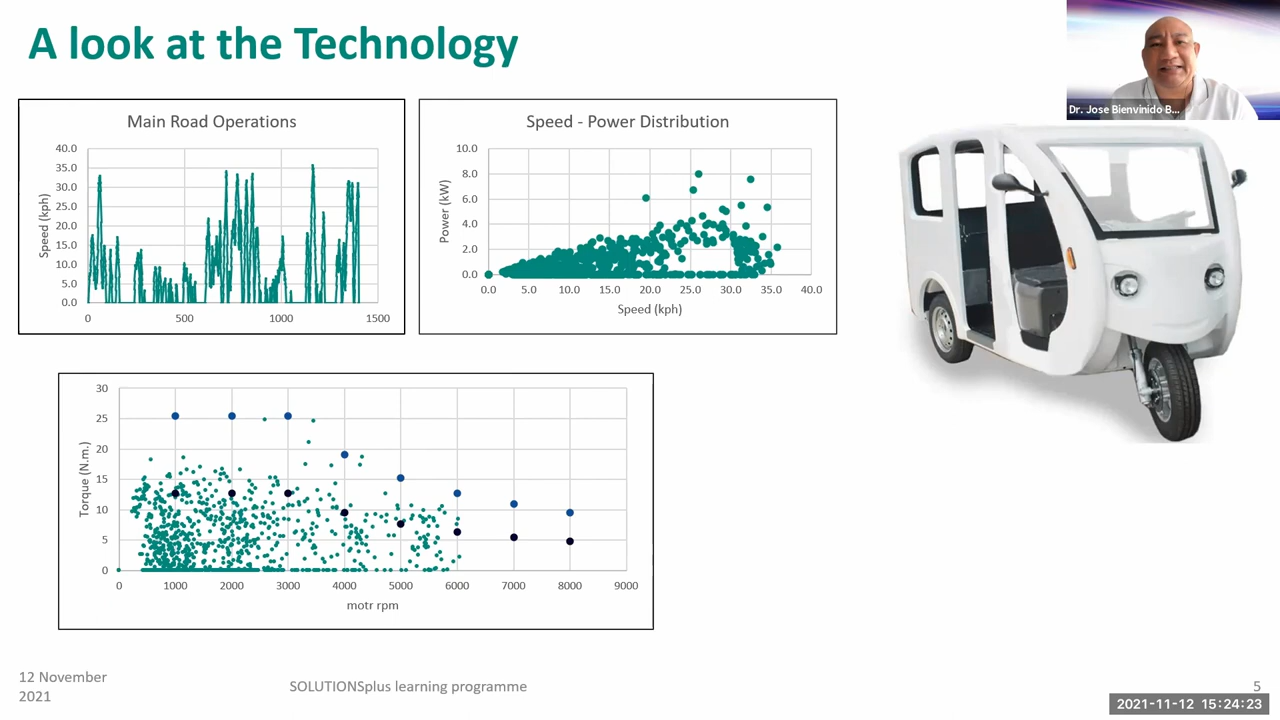 A look at the Technology
Dr. Jose Bienvinido B...
Main Road Operations
40.0
35.0
30.0
25.0
20.0
15.0
10.0
5.0
0.0
Speed (kph)
0 500 1000 1500
Speed - Power Distribution
10.0
8.0
6.0
4.0
2.0
0.0
Power (kW)
0.0 5.0 10.0 15.0 20.0 25.0 30.0 35.0 40.0
Speed (kph)
30
25
20
15
10
5
0
Torque (N.m.)
0 1000 2000 3000 4000 5000 6000 7000 8000 9000
motr rpm
12 November
2021
SOLUTIONSplus learning programme
5
2021-11-12 15:24:23